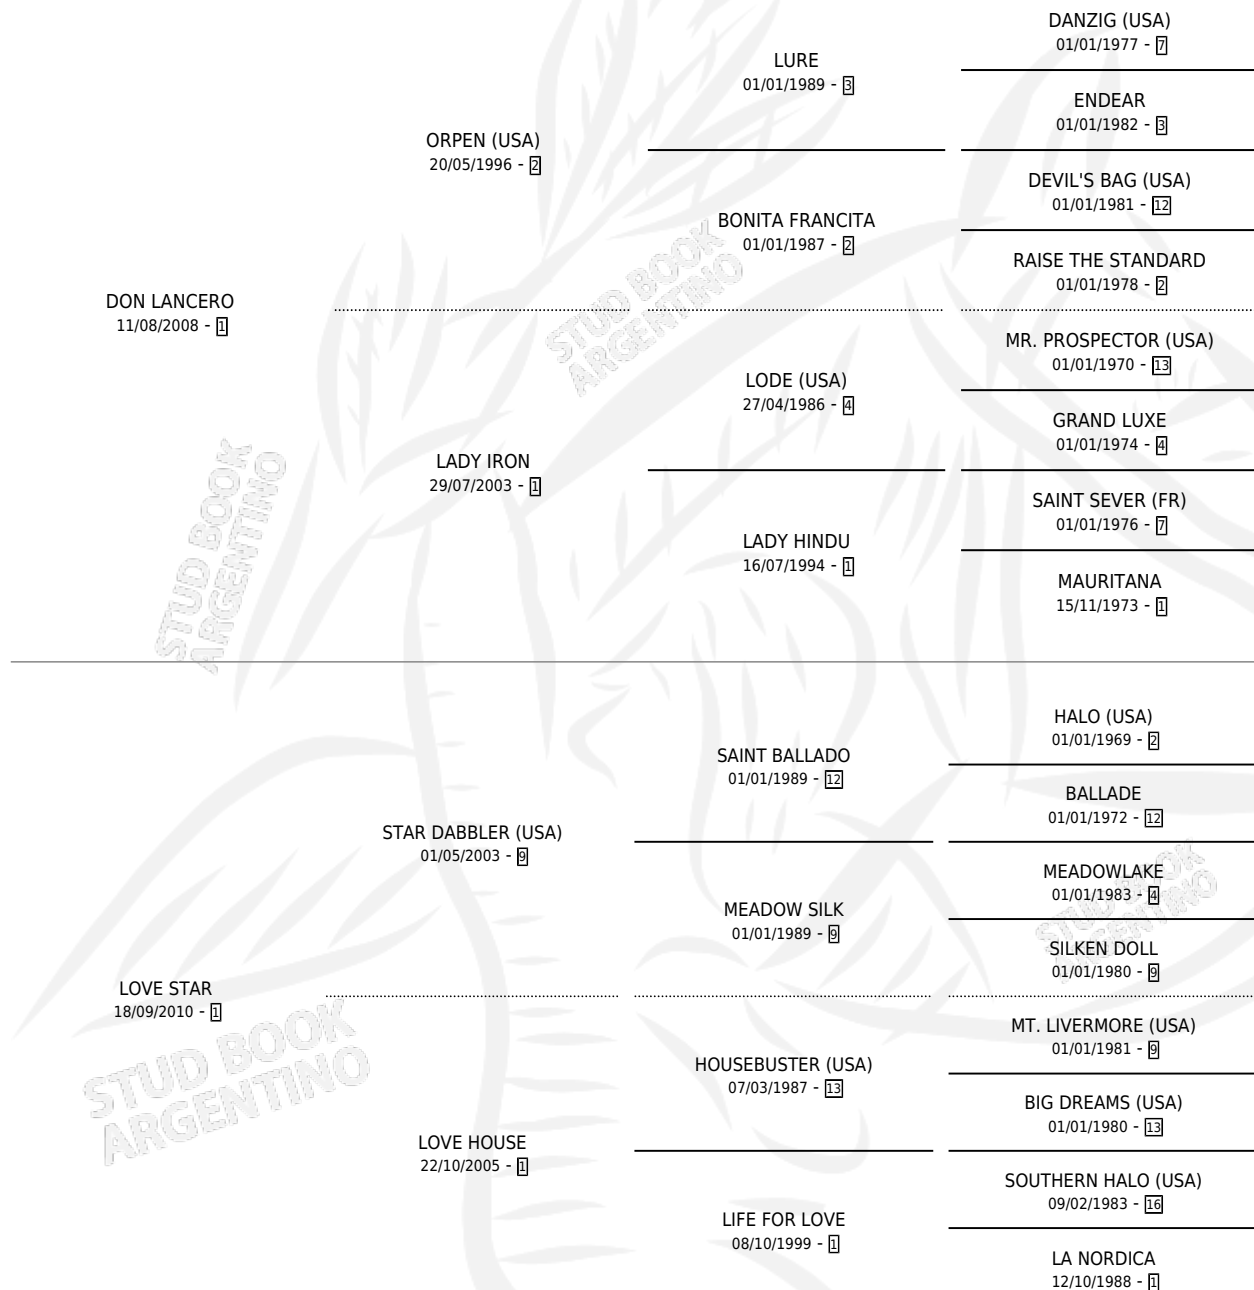 DANZIG (USA)
01/01/1977 - 7
LURE
01/01/1989 - 3
ENDEAR
01/01/1982 - 3
ORPEN (USA)
20/05/1996 - 2
DEVIL'S BAG (USA)
01/01/1981 - 12
BONITA FRANCITA
01/01/1987 - 2
RAISE THE STANDARD
01/01/1978 - 2
DON LANCERO
11/08/2008 - 1
STUD BOOK
ARGENTINO
MR. PROSPECTOR (USA)
01/01/1970 - 13
LODE (USA)
27/04/1986 - 4
GRAND LUXE
01/01/1974 - 4
LADY IRON
29/07/2003 - 1
SAINT SEVER (FR)
01/01/1976 - 7
LADY HINDU
16/07/1994 - 1
MAURITANA
15/11/1973 - 1
STUD BOOK
ARGENTINO
HALO (USA)
01/01/1969 - 2
SAINT BALLADO
01/01/1989 - 12
BALLADE
01/01/1972 - 12
STAR DABBLER (USA)
01/05/2003 - 9
MEADOWLAKE
01/01/1983 - 4
MEADOW SILK
01/01/1989 - 9
SILKEN DOLL
01/01/1980 - 9
STUD BOOK
ARGENTINO
LOVE STAR
18/09/2010 - 1
MT. LIVERMORE (USA)
01/01/1981 - 9
HOUSEBUSTER (USA)
07/03/1987 - 13
BIG DREAMS (USA)
01/01/1980 - 13
LOVE HOUSE
22/10/2005 - 1
SOUTHERN HALO (USA)
09/02/1983 - 16
LIFE FOR LOVE
08/10/1999 - 1
LA NORDICA
12/10/1988 - 1
STUD BOOK
ARGENTINO